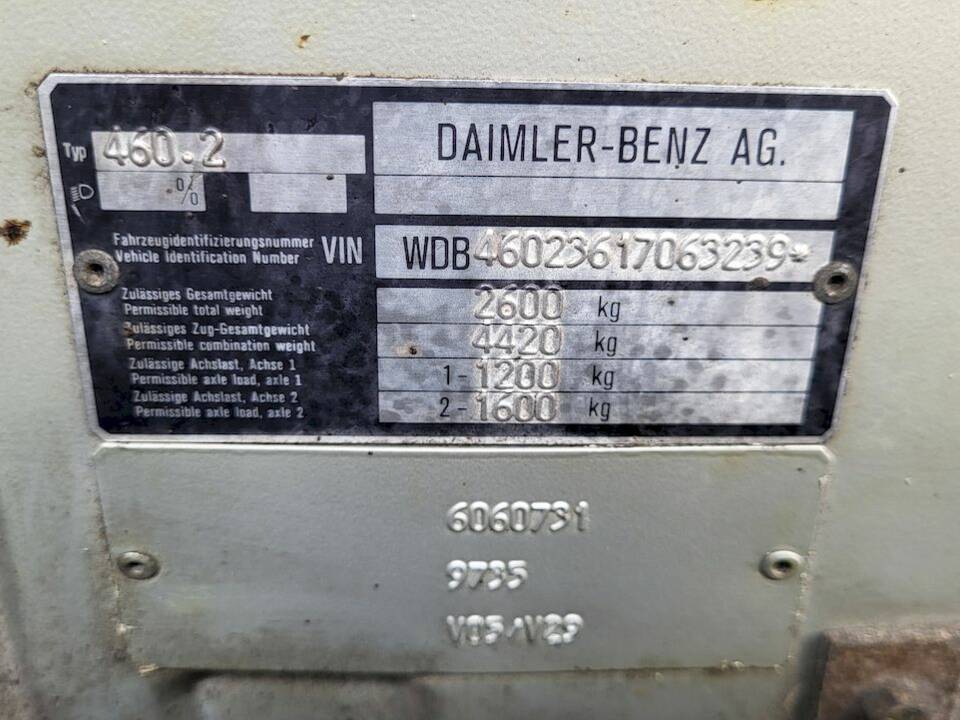 Typ 460.2
DAIMLER-BENZ AG.
%
Fahrzeugidentifizierungsnummer
Vehicle Identification Number
VIN
WDB46023617063239*
Zulässiges Gesamtgewicht
Permissible total weight
2600 kg
Zulässiges Zug-Gesamtgewicht
Permissible combination weight
4420 kg
Zulässige Achslast, Achse 1
Permissible axle load, axle 1
1-1200 kg
Zulässige Achslast, Achse 2
Permissible axle load, axle 2
2-1600 kg
6060731
9735
V05/V29